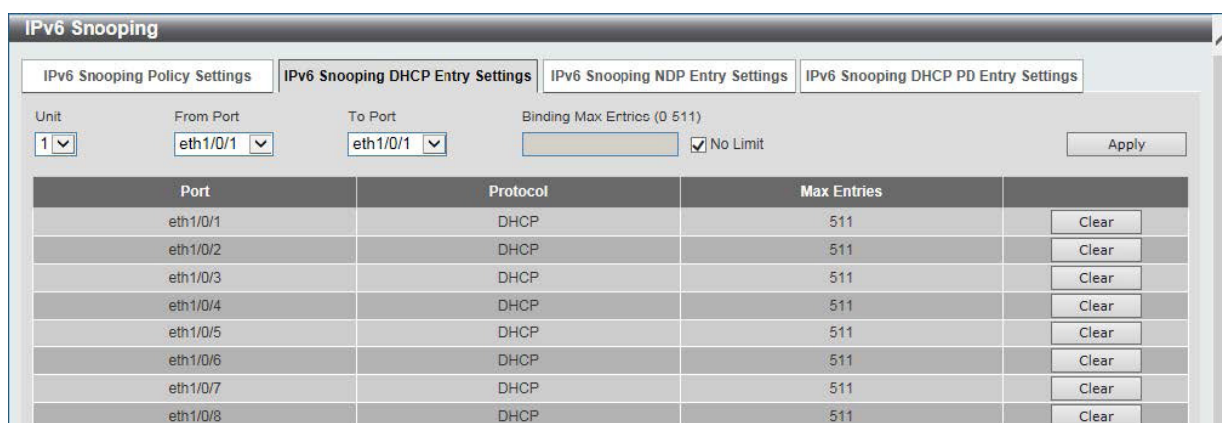 IPv6 Snooping
IPv6 Snooping Policy Settings IPv6 Snooping DHCP Entry Settings IPv6 Snooping NDP Entry Settings IPv6 Snooping DHCP PD Entry Settings
Unit From Port To Port Binding Max Entries (0-511)
1 eth1/0/1 eth1/0/1 No Limit Apply
Port Protocol Max Entries
eth1/0/1 DHCP 511 Clear
eth1/0/2 DHCP 511 Clear
eth1/0/3 DHCP 511 Clear
eth1/0/4 DHCP 511 Clear
eth1/0/5 DHCP 511 Clear
eth1/0/6 DHCP 511 Clear
eth1/0/7 DHCP 511 Clear
eth1/0/8 DHCP 511 Clear